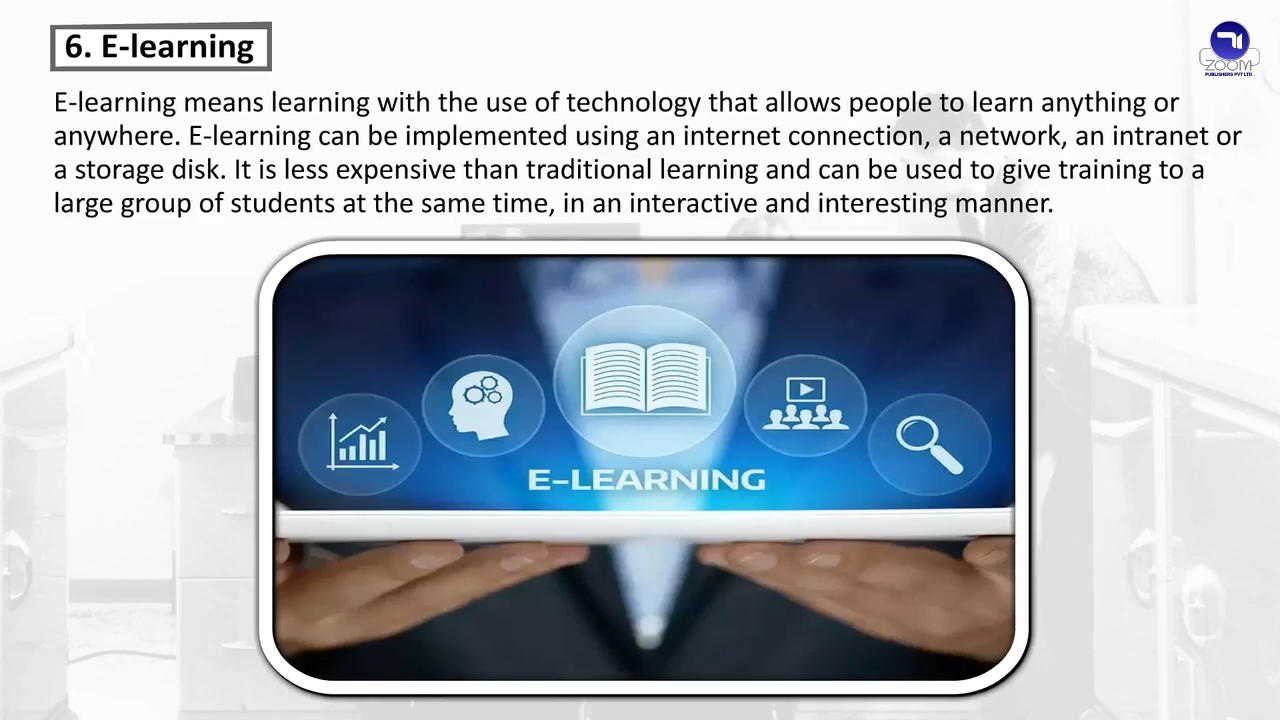 6. E-learning
ZOOM
PUBLISHERS PVT LTD
E-learning means learning with the use of technology that allows people to learn anything or
anywhere. E-learning can be implemented using an internet connection, a network, an intranet or
a storage disk. It is less expensive than traditional learning and can be used to give training to a
large group of students at the same time, in an interactive and interesting manner.
E-LEARNING